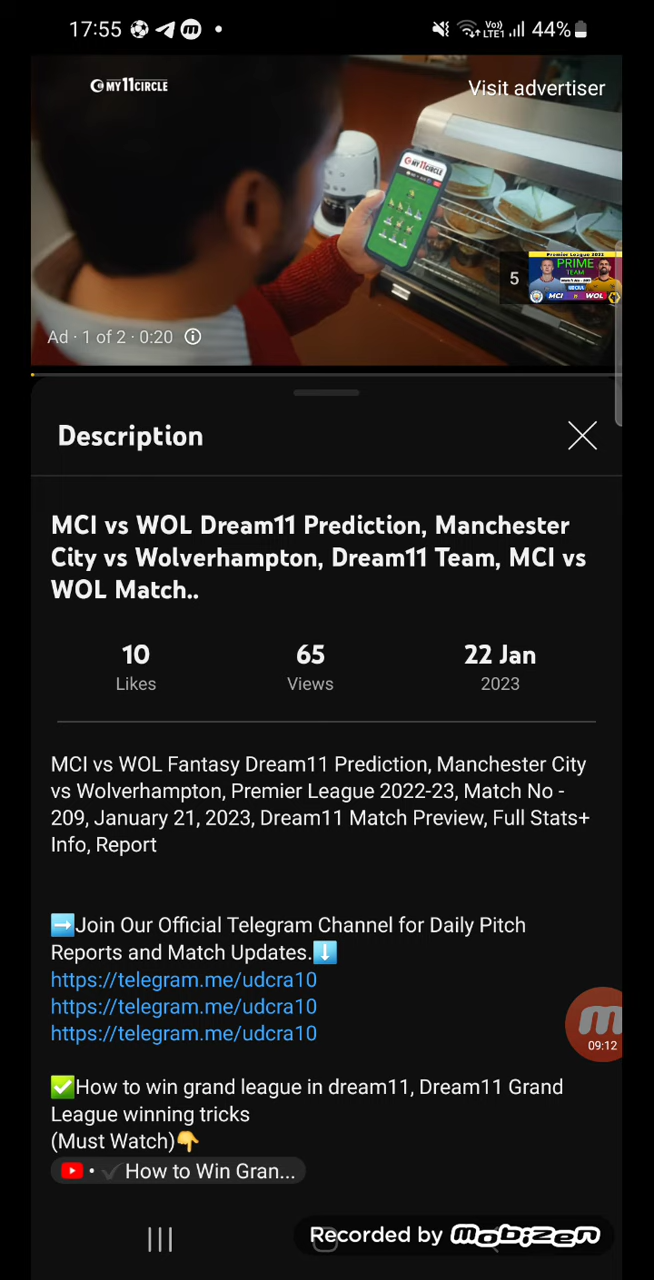 17:55
Vo))
LTE1
44%
MY11CIRCLE
Visit advertiser
MY11CIRCLE
5
Premier League 2022
PRIME
TEAM
MCI
WOL
Ad · 1 of 2 · 0:20
Description
MCI vs WOL Dream11 Prediction, Manchester
City vs Wolverhampton, Dream11 Team, MCI vs
WOL Match..
10
65
22 Jan
Likes
Views
2023
MCI vs WOL Fantasy Dream11 Prediction, Manchester City
vs Wolverhampton, Premier League 2022-23, Match No -
209, January 21, 2023, Dream11 Match Preview, Full Stats+
Info, Report
➡️Join Our Official Telegram Channel for Daily Pitch
Reports and Match Updates.⬇️
https://telegram.me/udcra10
https://telegram.me/udcra10
https://telegram.me/udcra10
09:12
✅How to win grand league in dream11, Dream11 Grand
League winning tricks
(Must Watch)👇
• ✔How to Win Gran...
Recorded by mobizen